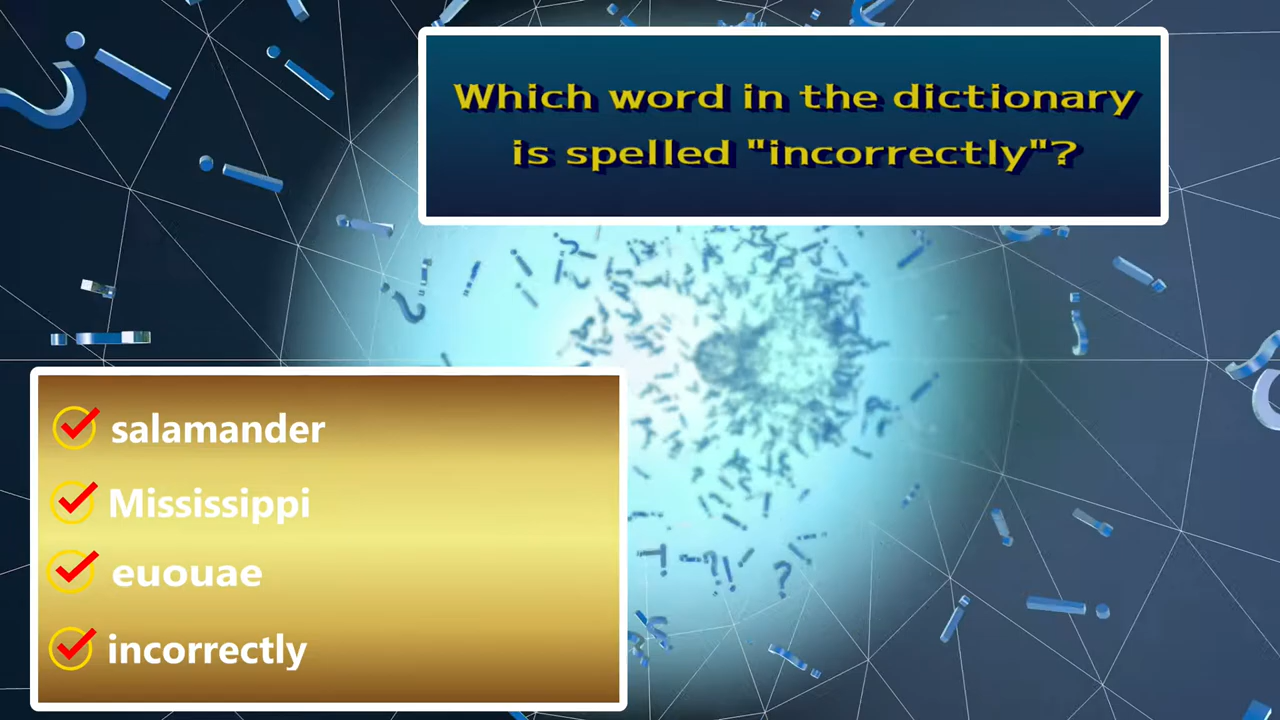 Which word in the dictionary
is spelled "incorrectly"?
salamander
Mississippi
euouae
incorrectly